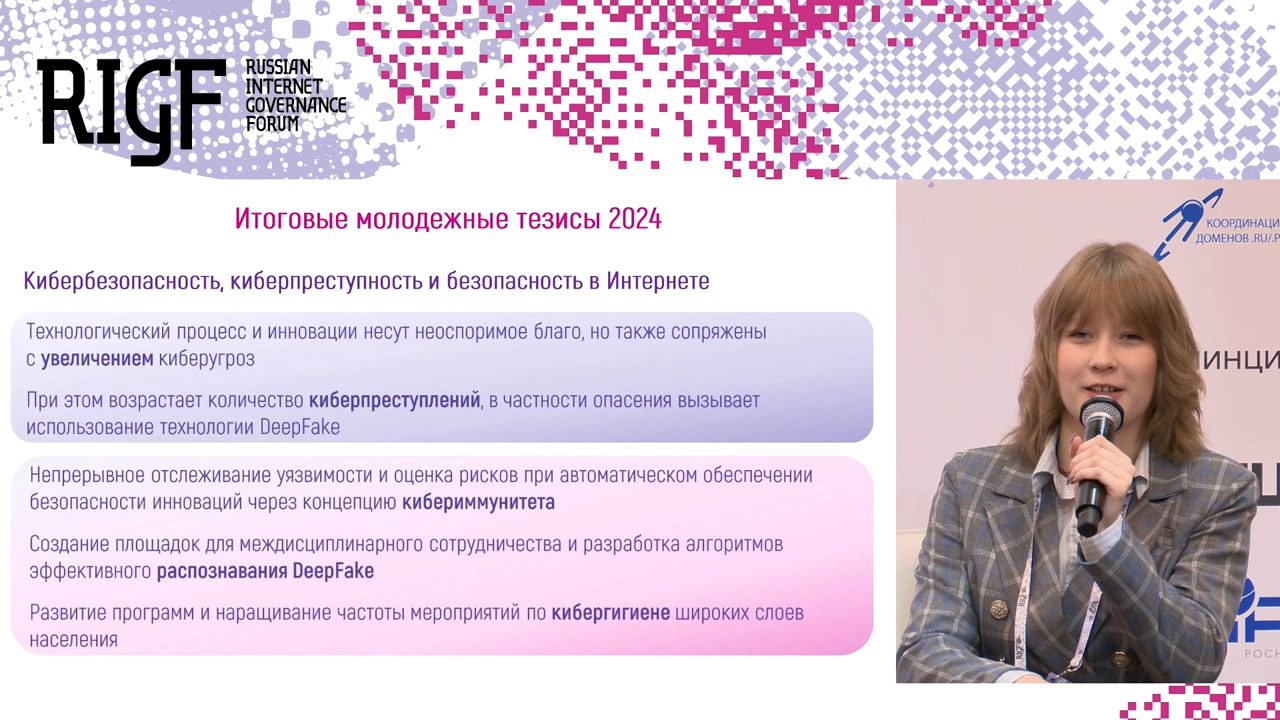 RIGF
RUSSIAN
INTERNET
GOVERNANCE
FORUM
Итоговые молодежные тезисы 2024
Кибербезопасность, киберпреступность и безопасность в Интернете
Технологический процесс и инновации несут неоспоримое благо, но также сопряжены
с увеличением киберугроз
При этом возрастает количество киберпреступлений, в частности опасения вызывает
использование технологии DeepFake
Непрерывное отслеживание уязвимости и оценка рисков при автоматическом обеспечении
безопасности инноваций через концепцию кибериммунитета
Создание площадок для междисциплинарного сотрудничества и разработка алгоритмов
эффективного распознавания DeepFake
Развитие программ и наращивание частоты мероприятий по кибергигиене широких слоев
населения
КООРДИНАЦИ
ДОМЕНОВ .RU/.Р
ИНЦИ
РОСН
RIGF